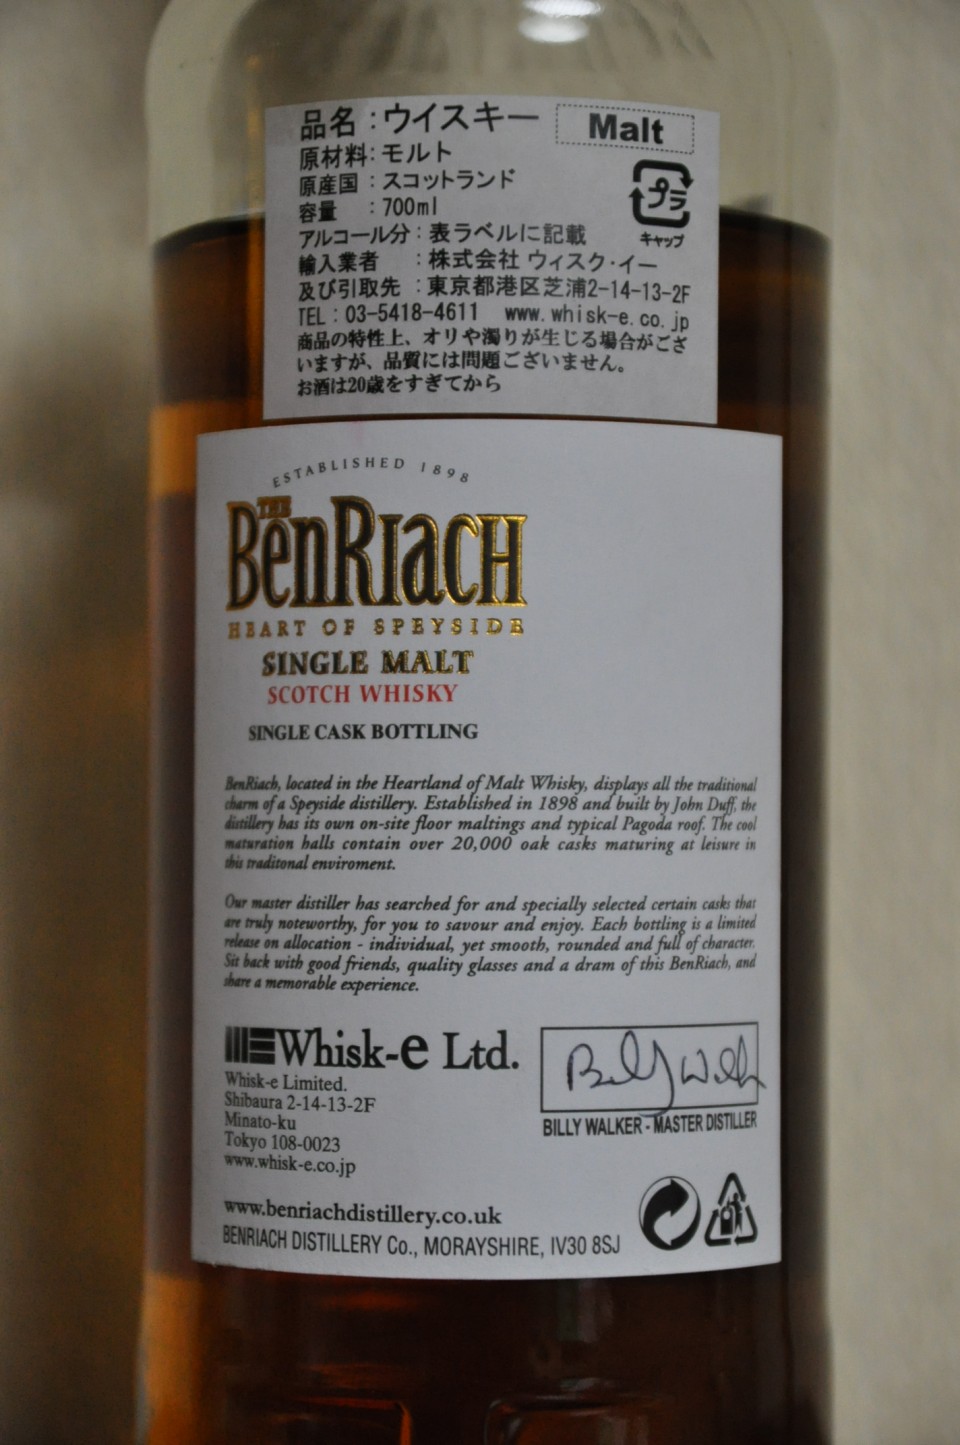 品名:ウイスキー
Malt
原材料:モルト
原産国:スコットランド
容量:700ml
プラ
キャップ
アルコール分:表ラベルに記載
輸入業者:株式会社 ウィスク・イー
及び引取先:東京都港区芝浦2-14-13-2F
TEL:03-5418-4611 www.whisk-e.co.jp
商品の特性上、オリや濁りが生じる場合がござ
いますが、品質には問題ございません。
お酒は20歳をすぎてから
ESTABLISHED 1898
THE
BENRIACH
HEART OF SPEYSIDE
SINGLE MALT
SCOTCH WHISKY
SINGLE CASK BOTTLING
BenRiach, located in the Heartland of Malt Whisky, displays all the traditional
charm of a Speyside distillery. Established in 1898 and built by John Duff, the
distillery has its own on-site floor maltings and typical Pagoda roof. The cool
maturation halls contain over 20,000 oak casks maturing at leisure in
this traditonal enviroment.
Our master distiller has searched for and specially selected certain casks that
are truly noteworthy, for you to savour and enjoy. Each bottling is a limited
release on allocation - individual, yet smooth, rounded and full of character.
Sit back with good friends, quality glasses and a dram of this BenRiach, and
share a memorable experience.
Whisk-e Ltd.
Whisk-e Limited.
Shibaura 2-14-13-2F
Minato-ku
Tokyo 108-0023
www.whisk-e.co.jp
Billy Walker
BILLY WALKER - MASTER DISTILLER
www.benriachdistillery.co.uk
BENRIACH DISTILLERY Co., MORAYSHIRE, IV30 8SJ